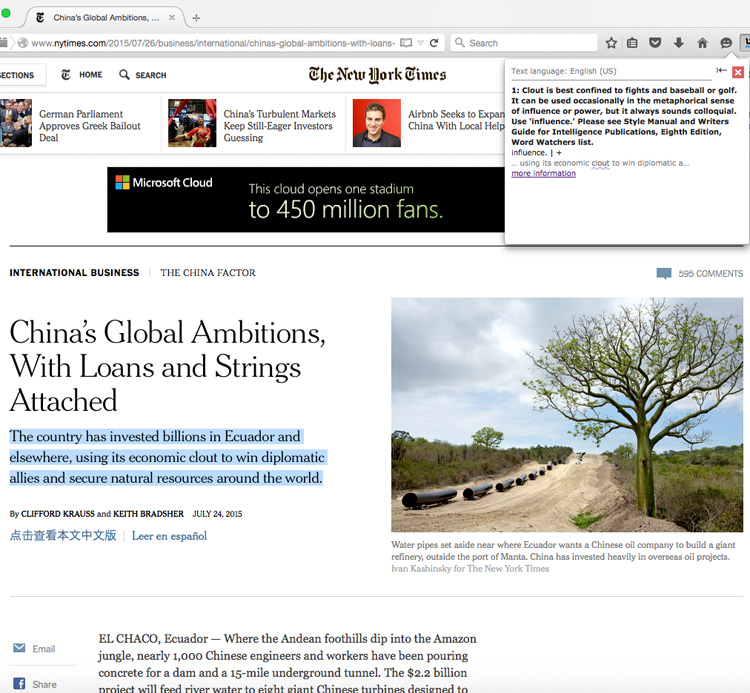 China's Global Ambitions, ...
www.nytimes.com/2015/07/26/business/international/chinas-global-ambitions-with-loans-
Search
SECTIONS
HOME
SEARCH
The New York Times
German Parliament
Approves Greek Bailout
Deal
China's Turbulent Markets
Keep Still-Eager Investors
Guessing
Airbnb Seeks to Expan
China With Local Help
Text language: English (US)
1: Clout is best confined to fights and baseball or golf.
It can be used occasionally in the metaphorical sense
of influence or power, but it always sounds colloquial.
Use 'influence.' Please see Style Manual and Writers
Guide for Intelligence Publications, Eighth Edition,
Word Watchers list.
influence. | +
... using its economic clout to win diplomatic a...
more information
Microsoft Cloud
This cloud opens one stadium
to 450 million fans.
INTERNATIONAL BUSINESS | THE CHINA FACTOR
595 COMMENTS
China's Global Ambitions,
With Loans and Strings
Attached
The country has invested billions in Ecuador and
elsewhere, using its economic clout to win diplomatic
allies and secure natural resources around the world.
By CLIFFORD KRAUSS and KEITH BRADSHER JULY 24, 2015
点击查看本文中文版 | Leer en español
Water pipes set aside near where Ecuador wants a Chinese oil company to build a giant
refinery, outside the port of Manta. China has invested heavily in overseas oil projects.
Ivan Kashinsky for The New York Times
Email
Share
EL CHACO, Ecuador — Where the Andean foothills dip into the Amazon
jungle, nearly 1,000 Chinese engineers and workers have been pouring
concrete for a dam and a 15-mile underground tunnel. The $2.2 billion
project will feed river water to eight giant Chinese turbines designed to